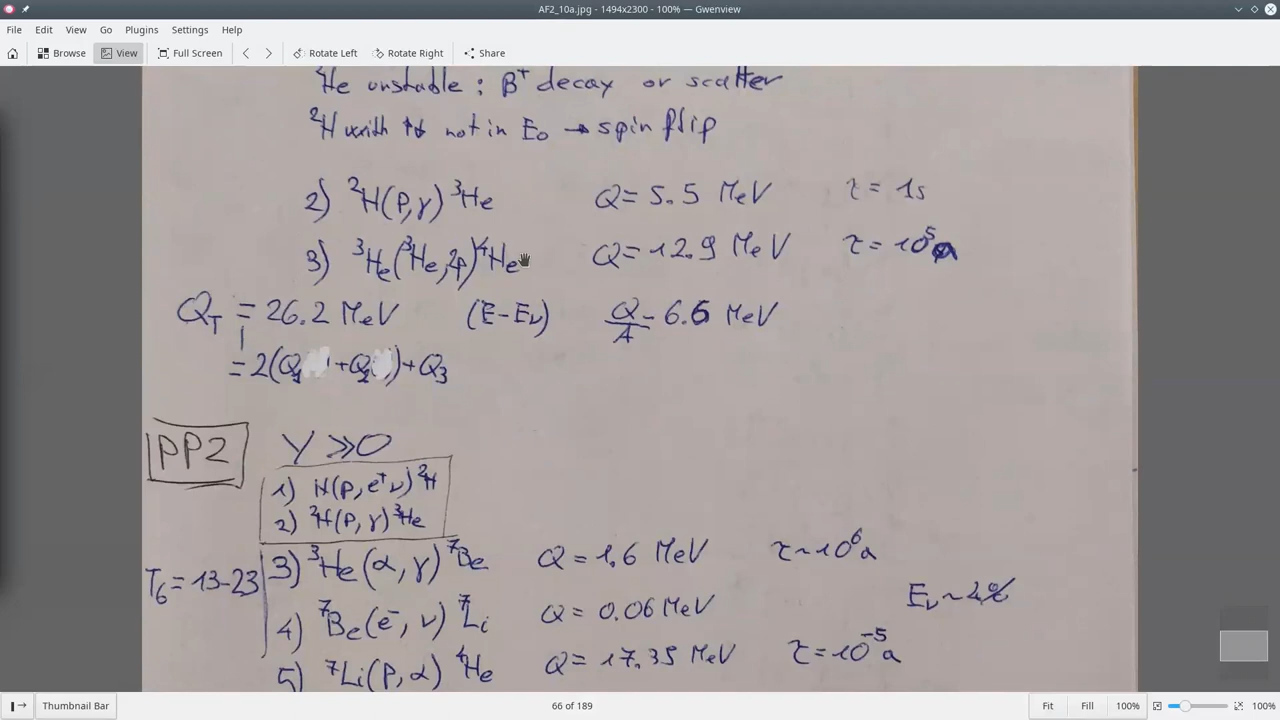 AF2_10a.jpg - 1494x2300 - 100% — Gwenview
File Edit View Go Plugins Settings Help
Browse View Full Screen Rotate Left Rotate Right Share
⁴He unstable : β⁺ decay or scatter
²H with ↑↓ not in E₀ → spin flip
2) ²H(p,γ)³He Q = 5.5 MeV τ = 1s
3) ³He(³He,2p)⁴He Q = 12.9 MeV τ = 10⁵a
Q_T = 26.2 MeV (E-Eν) Q/A - 6.6 MeV
= 2(Q₁ + Q₂) + Q₃
PP2 Y ≫ 0
1) H(p, e⁺ν)²H
2) ²H(p, γ)³He
T₆ = 13-23 3) ³He(α, γ)⁷Be Q = 1.6 MeV τ ~ 10⁶a
4) ⁷Be(e⁻, ν)⁷Li Q = 0.06 MeV Eν ~
5) ⁷Li(p, α)⁴He Q = 17.35 MeV τ = 10⁻⁵a
Thumbnail Bar 66 of 189 Fit Fill 100% 100%